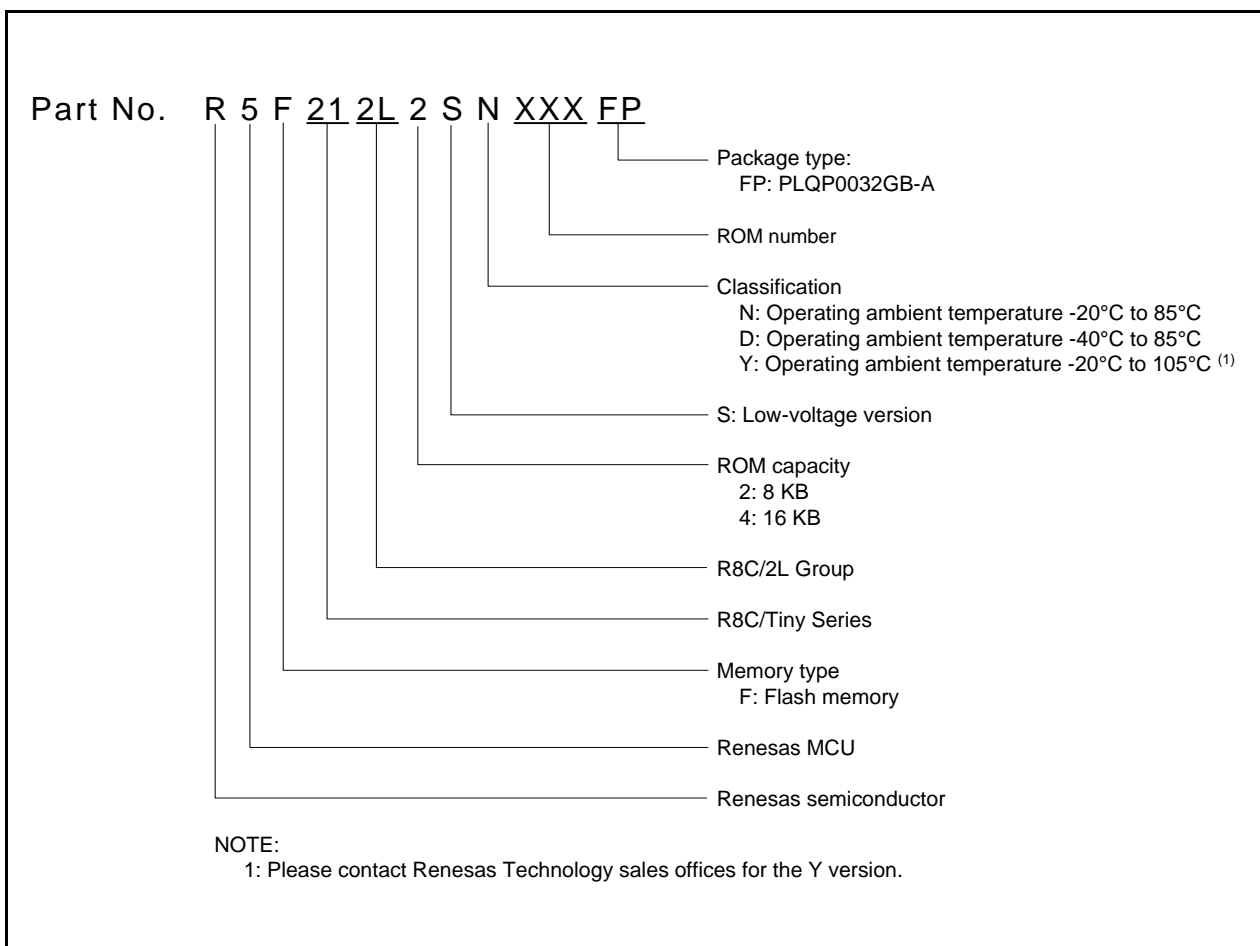 Part No. R 5 F 21 2L 2 S N XXX FP
Package type:
FP: PLQP0032GB-A
ROM number
Classification
N: Operating ambient temperature -20°C to 85°C
D: Operating ambient temperature -40°C to 85°C
Y: Operating ambient temperature -20°C to 105°C (1)
S: Low-voltage version
ROM capacity
2: 8 KB
4: 16 KB
R8C/2L Group
R8C/Tiny Series
Memory type
F: Flash memory
Renesas MCU
Renesas semiconductor
NOTE:
1: Please contact Renesas Technology sales offices for the Y version.